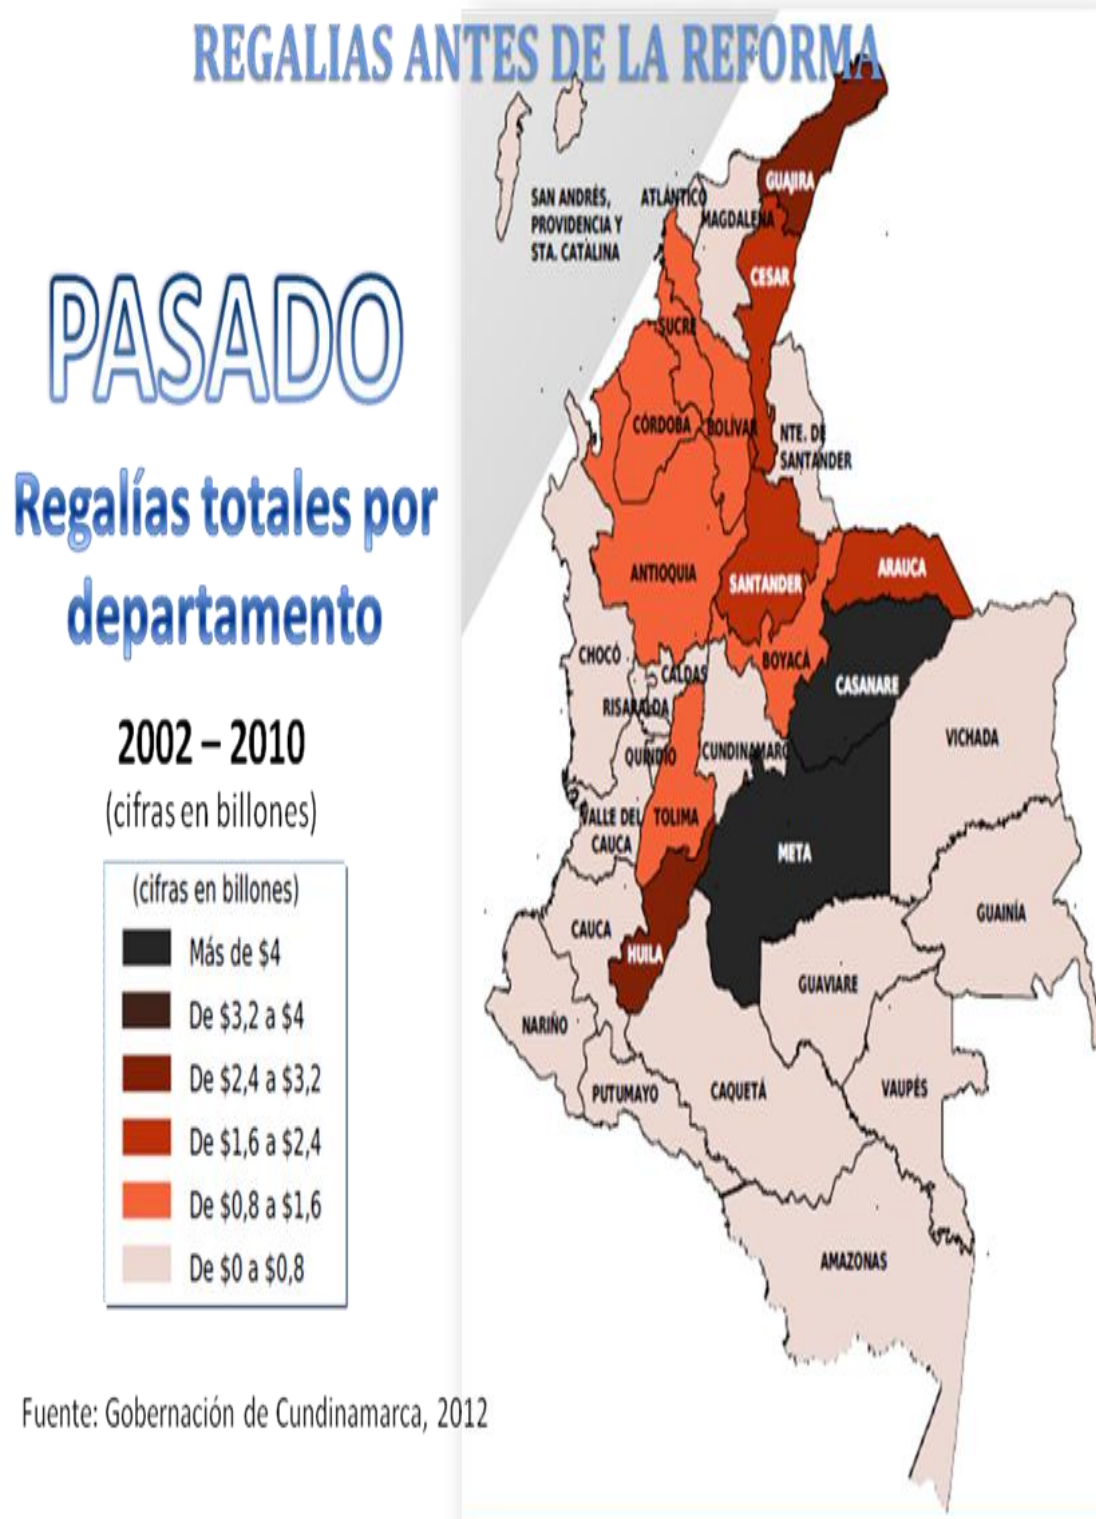 REGALIAS ANTES DE LA REFORMA
PASADO
Regalías totales por
departamento
2002 – 2010
(cifras en billones)
(cifras en billones)
Más de $4
De $3,2 a $4
De $2,4 a $3,2
De $1,6 a $2,4
De $0,8 a $1,6
De $0 a $0,8
Fuente: Gobernación de Cundinamarca, 2012
SAN ANDRÉS,
PROVIDENCIA Y
STA. CATALINA
ATLÁNTICO
GUAJIRA
MAGDALENA
CESAR
SUCRE
CÓRDOBA
BOLÍVAR
NTE. DE
SANTANDER
ANTIOQUIA
SANTANDER
ARAUCA
CHOCÓ
CALDAS
BOYACÁ
CASANARE
RISARALDA
QUINDÍO
CUNDINAMARC
VICHADA
VALLE DEL
CAUCA
TOLIMA
META
CAUCA
HUILA
GUAINÍA
GUAVIARE
NARIÑO
PUTUMAYO
CAQUETÁ
VAUPÉS
AMAZONAS